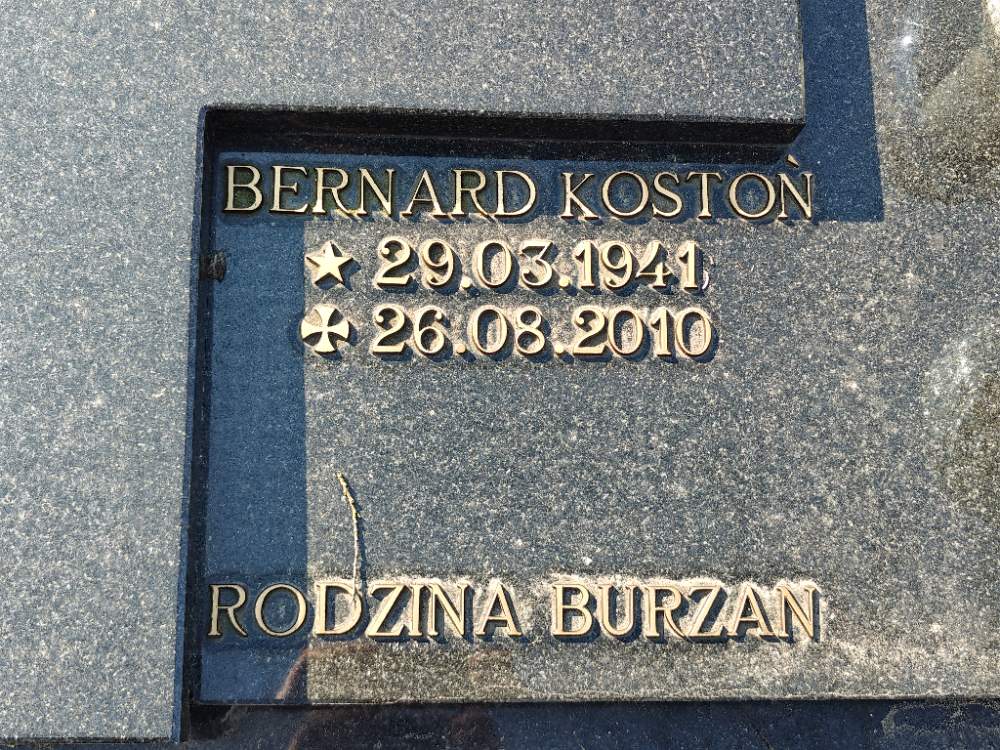 BERNARD KOSTOŃ
29.03.1941
26.08.2010
RODZINA BURZAN